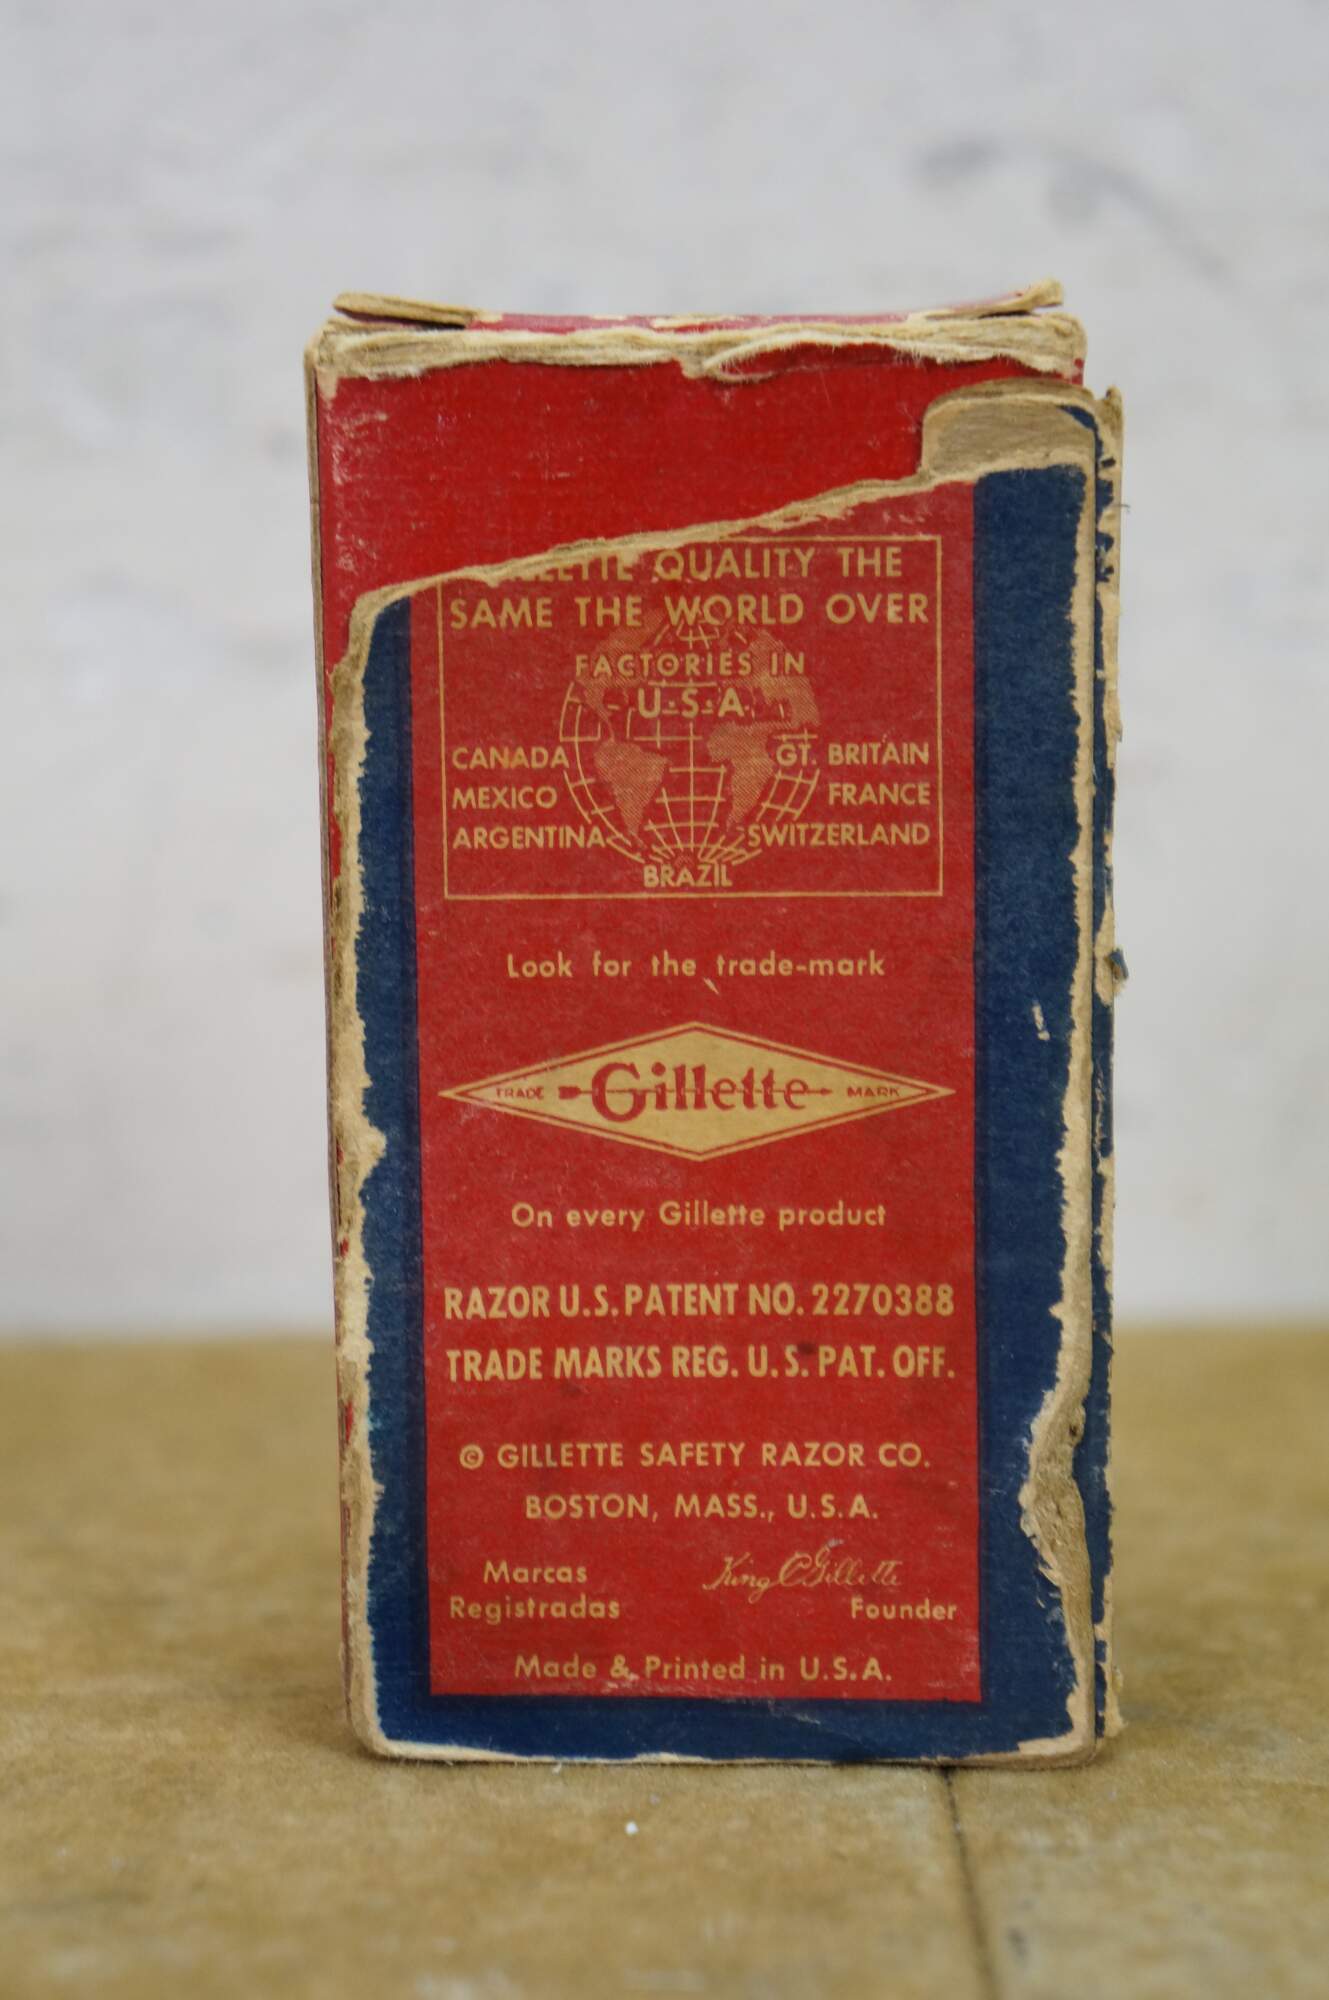 QUALITY THE
SAME THE WORLD OVER
FACTORIES IN
U.S.A.
CANADA GT. BRITAIN
MEXICO FRANCE
ARGENTINA SWITZERLAND
BRAZIL
Look for the trade-mark
TRADE Gillette MARK
On every Gillette product
RAZOR U.S. PATENT NO. 2270388
TRADE MARKS REG. U.S. PAT. OFF.
© GILLETTE SAFETY RAZOR CO.
BOSTON, MASS., U.S.A.
Marcas King C Gillette
Registradas Founder
Made & Printed in U.S.A.